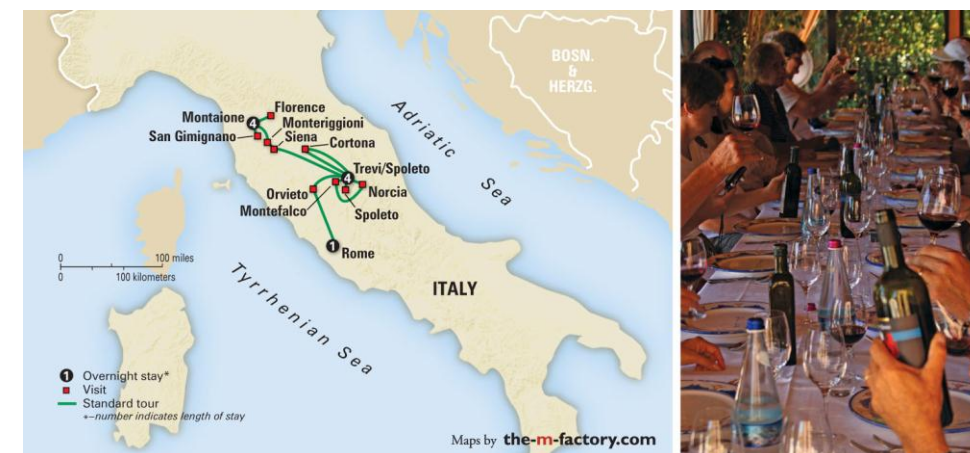 BOSN.
&
HERZG.
Adriatic Sea
Florence
Montaione
4
Monteriggioni
San Gimignano
Siena
Cortona
Trevi/Spoleto
4
Orvieto
Norcia
Montefalco
Spoleto
1
Rome
0 100 miles
0 100 kilometers
ITALY
Tyrrhenian Sea
1 Overnight stay*
Visit
Standard tour
*–number indicates length of stay
Maps by the-m-factory.com